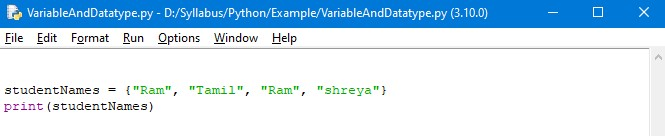 VariableAndDatatype.py - D:/Syllabus/Python/Example/VariableAndDatatype.py (3.10.0)
File Edit Format Run Options Window Help
studentNames = {"Ram", "Tamil", "Ram", "shreya"}
print(studentNames)